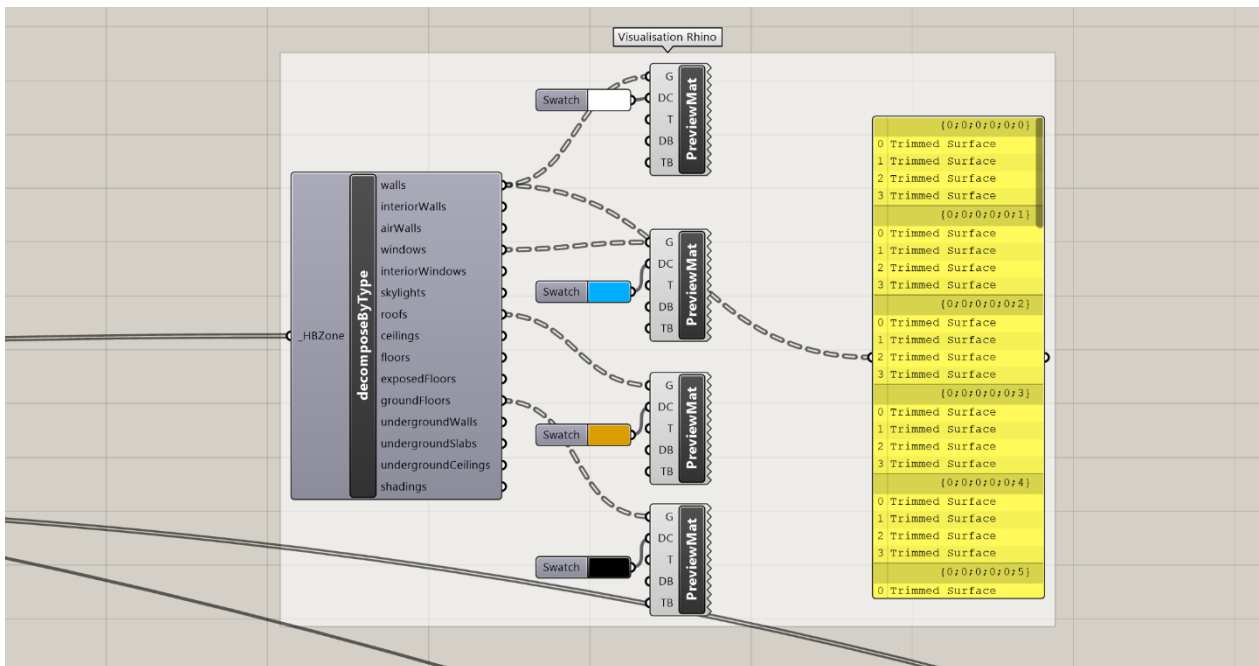 Visualisation Rhino
G
Swatch
DC
T
DB
TB
PreviewMat
_HBZone
decomposeByType
walls
interiorWalls
airWalls
windows
interiorWindows
skylights
roofs
ceilings
floors
exposedFloors
groundFloors
undergroundWalls
undergroundSlabs
undergroundCeilings
shadings
G
Swatch
DC
T
DB
TB
PreviewMat
G
DC
Swatch
T
DB
TB
PreviewMat
G
DC
Swatch
T
DB
TB
PreviewMat
{0;0;0;0;0;0}
0 Trimmed Surface
1 Trimmed Surface
2 Trimmed Surface
3 Trimmed Surface
{0;0;0;0;0;1}
0 Trimmed Surface
1 Trimmed Surface
2 Trimmed Surface
3 Trimmed Surface
{0;0;0;0;0;2}
0 Trimmed Surface
1 Trimmed Surface
2 Trimmed Surface
3 Trimmed Surface
{0;0;0;0;0;3}
0 Trimmed Surface
1 Trimmed Surface
2 Trimmed Surface
3 Trimmed Surface
{0;0;0;0;0;4}
0 Trimmed Surface
1 Trimmed Surface
2 Trimmed Surface
3 Trimmed Surface
{0;0;0;0;0;5}
0 Trimmed Surface